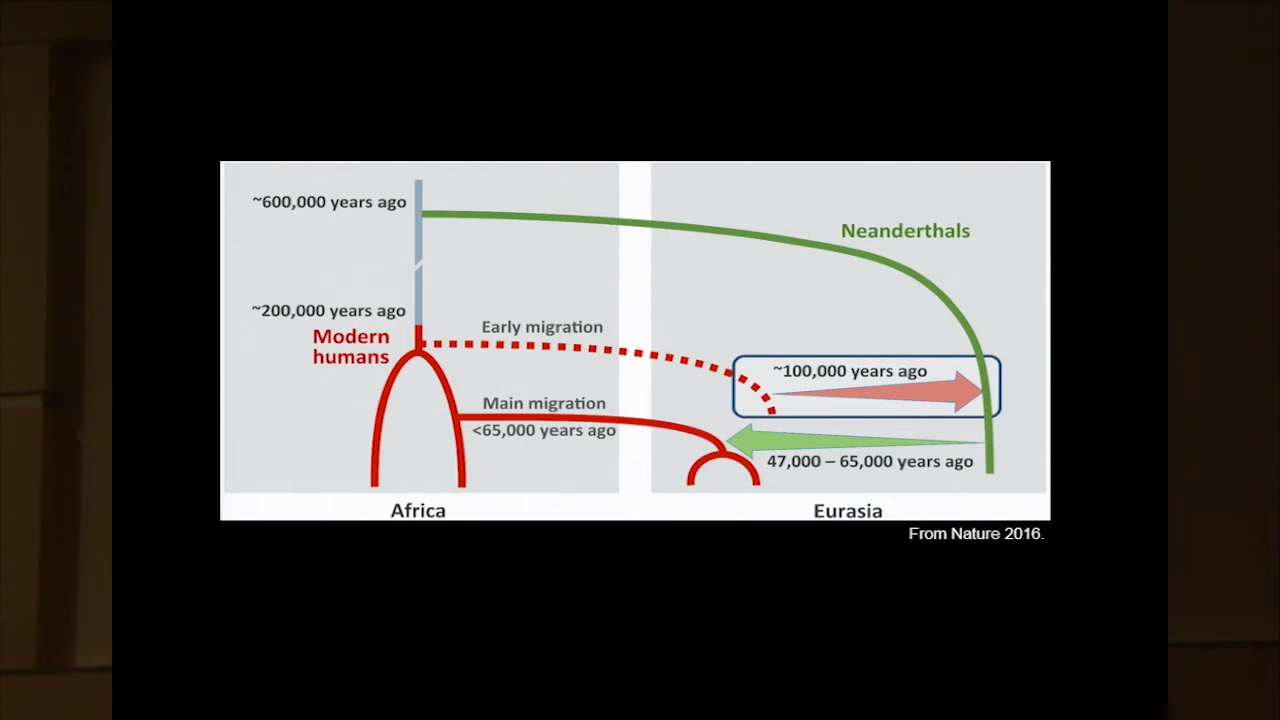 ~600,000 years ago
Neanderthals
~200,000 years ago
Modern
humans
Early migration
~100,000 years ago
Main migration
<65,000 years ago
47,000 – 65,000 years ago
Africa
Eurasia
From Nature 2016.